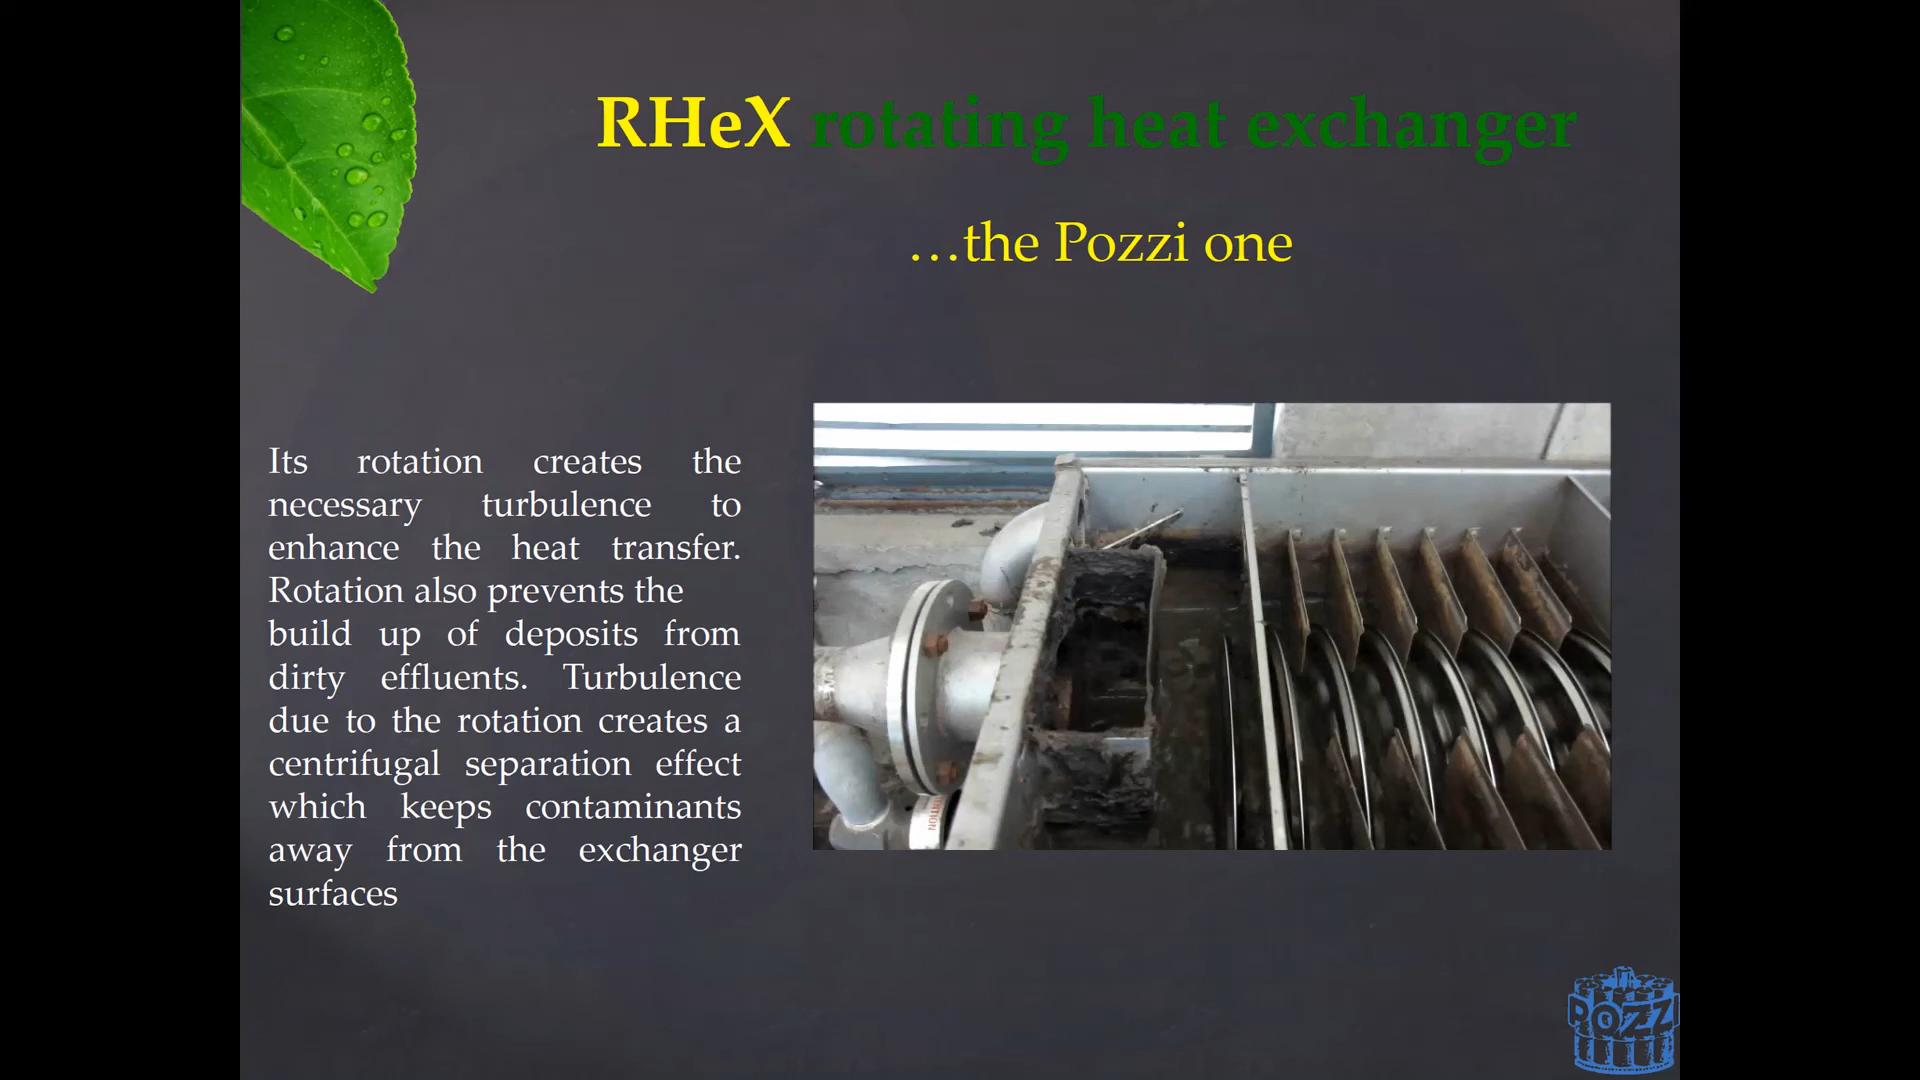 RHeX rotating heat exchanger
…the Pozzi one
Its rotation creates the
necessary turbulence to
enhance the heat transfer.
Rotation also prevents the
build up of deposits from
dirty effluents. Turbulence
due to the rotation creates a
centrifugal separation effect
which keeps contaminants
away from the exchanger
surfaces
POZZI